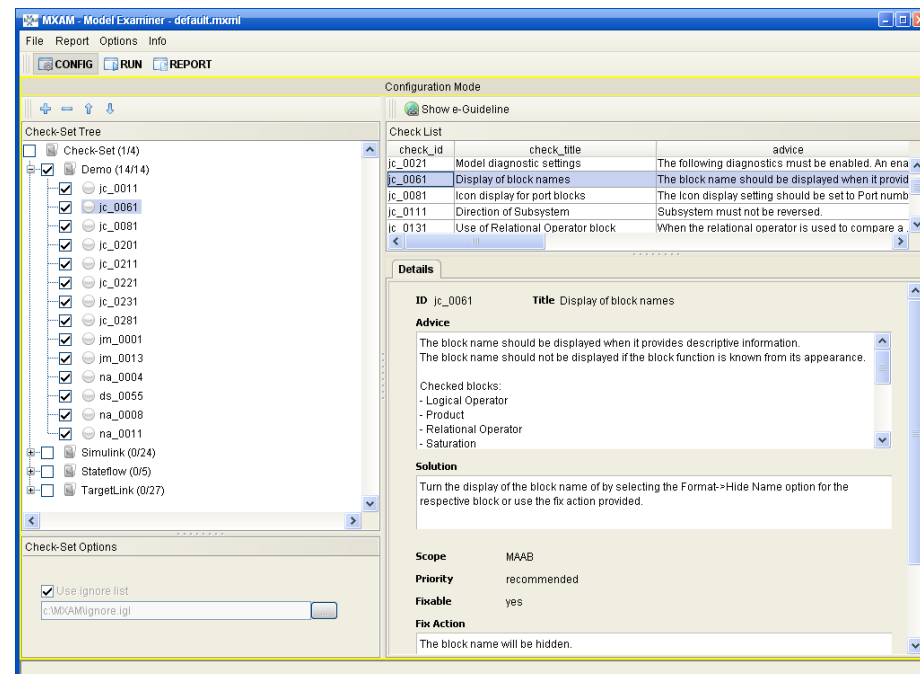 MXAM - Model Examiner - default.mxml
File Report Options Info
CONFIG RUN REPORT
Configuration Mode
Show e-Guideline
Check-Set Tree
Check-Set (1/4)
Demo (14/14)
jc_0011
jc_0061
jc_0081
jc_0201
jc_0211
jc_0221
jc_0231
jc_0281
jm_0001
jm_0013
na_0004
ds_0055
na_0008
na_0011
Simulink (0/24)
Stateflow (0/5)
TargetLink (0/27)
Check-Set Options
Use ignore list
c:\MXAM\ignore.igl
...
Check List
check_id check_title advice
jc_0021 Model diagnostic settings The following diagnostics must be enabled. An ena
jc_0061 Display of block names The block name should be displayed when it provid
jc_0081 Icon display for port blocks The Icon display setting should be set to Port numb
jc_0111 Direction of Subsystem Subsystem must not be reversed.
jc_0131 Use of Relational Operator block When the relational operator is used to compare a .
Details
ID jc_0061 Title Display of block names
Advice
The block name should be displayed when it provides descriptive information.
The block name should not be displayed if the block function is known from its appearance.
Checked blocks:
- Logical Operator
- Product
- Relational Operator
- Saturation
Solution
Turn the display of the block name of by selecting the Format->Hide Name option for the
respective block or use the fix action provided.
Scope MAAB
Priority recommended
Fixable yes
Fix Action
The block name will be hidden.